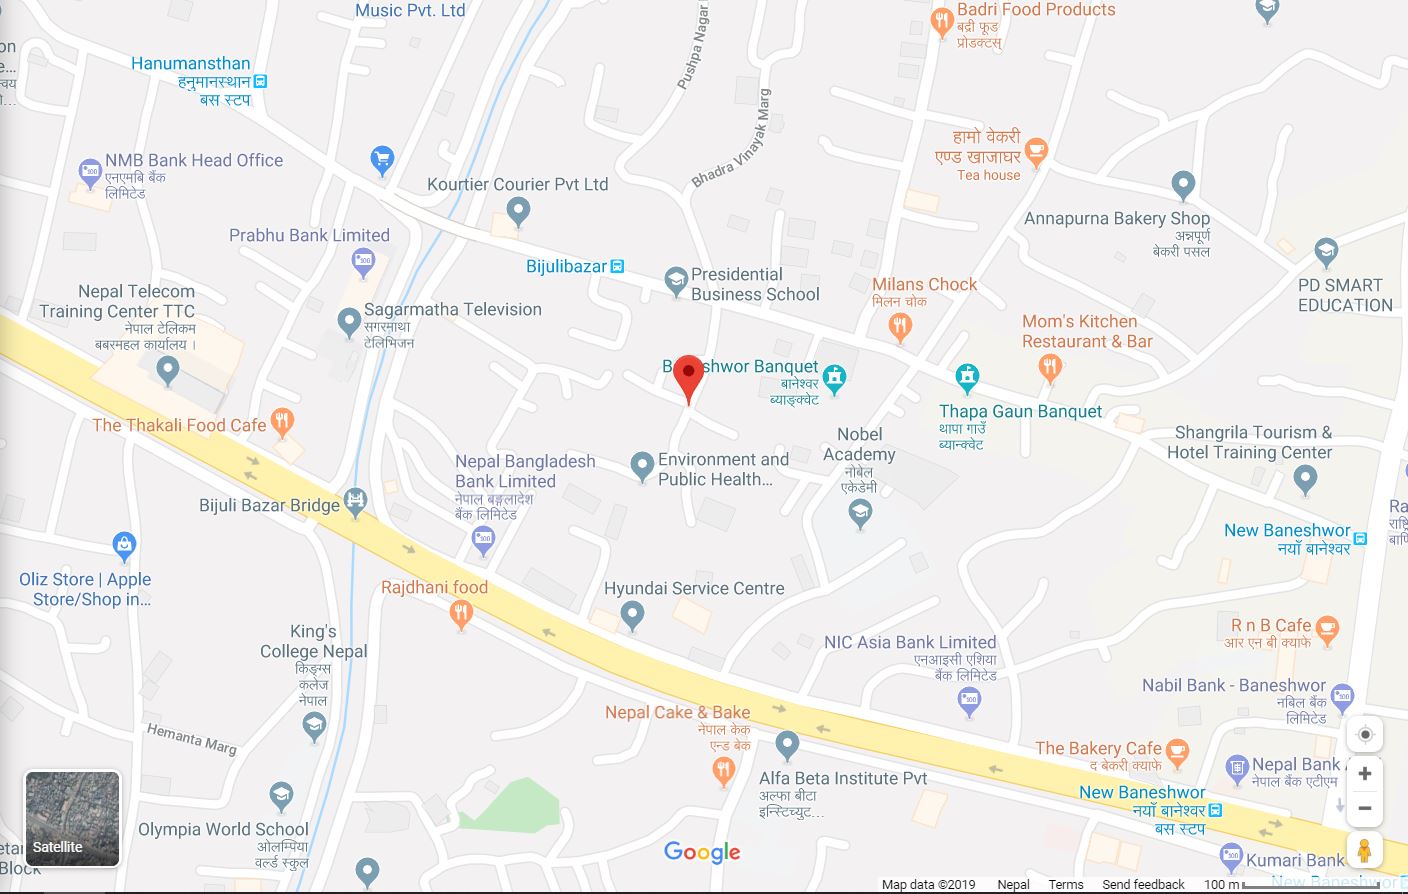 Music Pvt. Ltd
Badri Food Products
बद्री फूड
प्रोडक्टस्
Pushpa Nagar
on
e...
Hanumansthan
हनुमानस्थान
बस स्टप
Bhadra Vinayak Marg
हामो वेकरी
एण्ड खाजाघर
Tea house
NMB Bank Head Office
एनएमबि बैंक
लिमिटेड
Kourtier Courier Pvt Ltd
Annapurna Bakery Shop
अन्नपूर्ण
बेकरी पसल
Prabhu Bank Limited
Bijulibazar
Presidential
Business School
Milans Chock
मिलन चोक
PD SMART
EDUCATION
Nepal Telecom
Training Center TTC
नेपाल टेलिकम
बबरमहल कार्यालय ।
Sagarmatha Television
सगरमाथा
टेलिभिजन
Mom's Kitchen
Restaurant & Bar
shwor Banquet
बानेश्वर
ब्याङ्क्वेट
Thapa Gaun Banquet
थापा गाउँ
ब्यान्क्वेट
The Thakali Food Cafe
Nobel
Academy
नोबेल
एकेडेमी
Shangrila Tourism &
Hotel Training Center
Nepal Bangladesh
Bank Limited
नेपाल बङ्गलादेश
बैंक लिमिटेड
Environment and
Public Health...
Bijuli Bazar Bridge
New Baneshwor
नयाँ बानेश्वर
Ra
राष्ट्रि
बाणि
Oliz Store | Apple
Store/Shop in...
Rajdhani food
Hyundai Service Centre
King's
College Nepal
किङ्ग्स
कलेज
नेपाल
NIC Asia Bank Limited
एनआइसी एशिया
बैंक लिमिटेड
R n B Cafe
आर एन बी क्याफे
Nabil Bank - Baneshwor
नबिल बैंक
लिमिटेड
Hemanta Marg
Nepal Cake & Bake
नेपाल केक
एन्ड बेक
Alfa Beta Institute Pvt
अल्फा बीटा
इन्स्टिच्युट...
The Bakery Cafe
द बेकरी क्याफे
Nepal Bank
नेपाल बैंक एटीएम
New Baneshwor
नयाँ बानेश्वर
बस स्टप
Olympia World School
ओलम्पिया
वर्ल्ड स्कुल
Satellite
Block
Google
Kumari Bank
New Baneshwor
Map data ©2019 Nepal Terms Send feedback 100 m